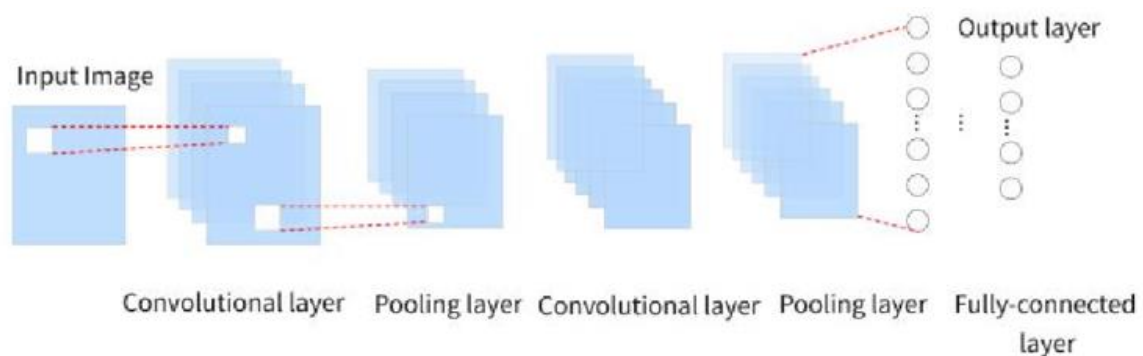 Output layer
Input Image
Convolutional layer
Pooling layer
Convolutional layer
Pooling layer
Fully-connected
layer